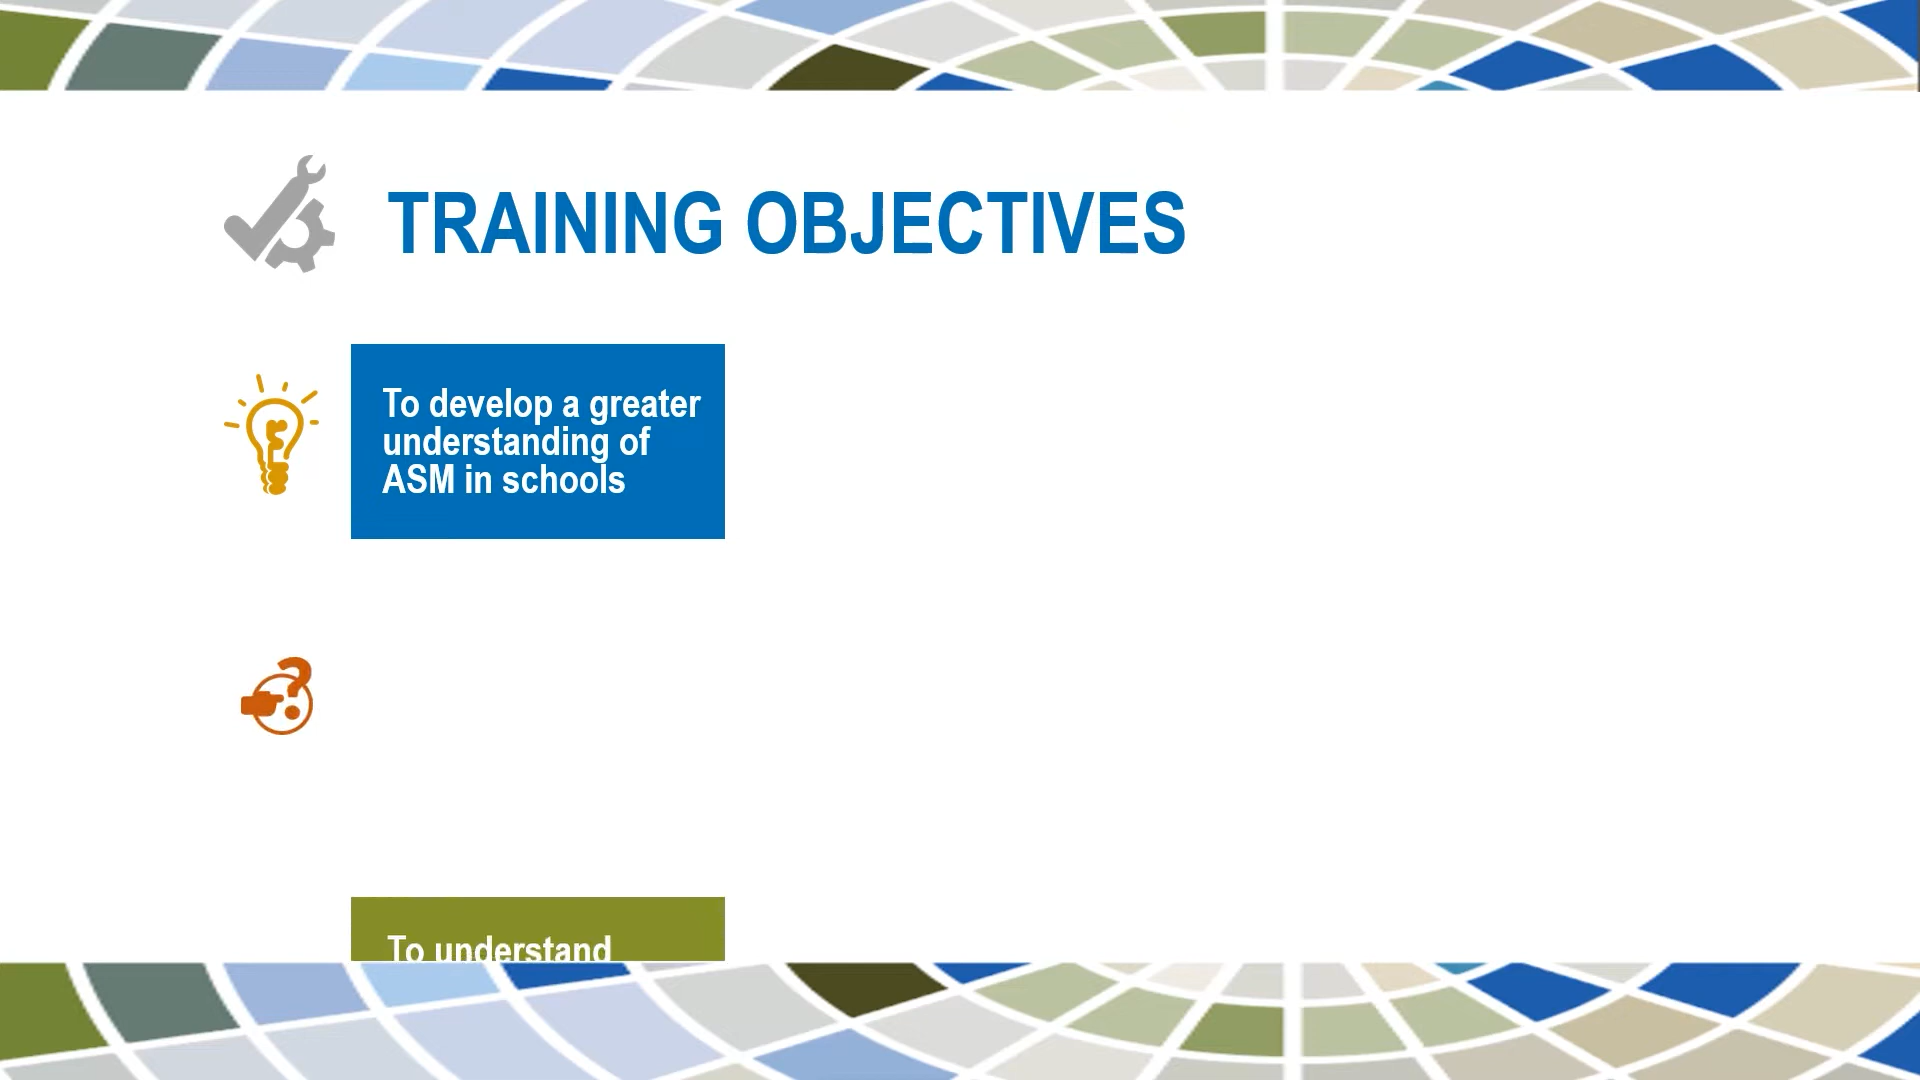 TRAINING OBJECTIVES
To develop a greater
understanding of
ASM in schools
To understand